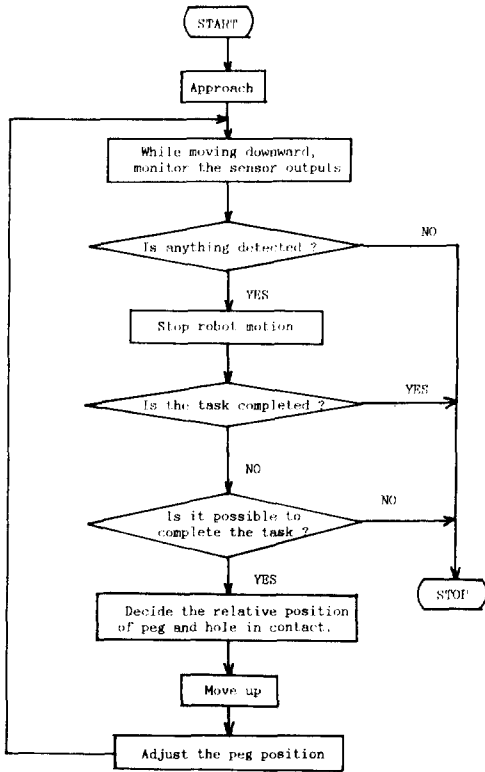 START
Approach
While moving downward,
monitor the sensor outputs
Is anything detected ?
NO
YES
Stop robot motion
Is the task completed ?
YES
NO
Is it possible to
complete the task ?
NO
YES
STOP
Decide the relative position
of peg and hole in contact.
Move up
Adjust the peg position